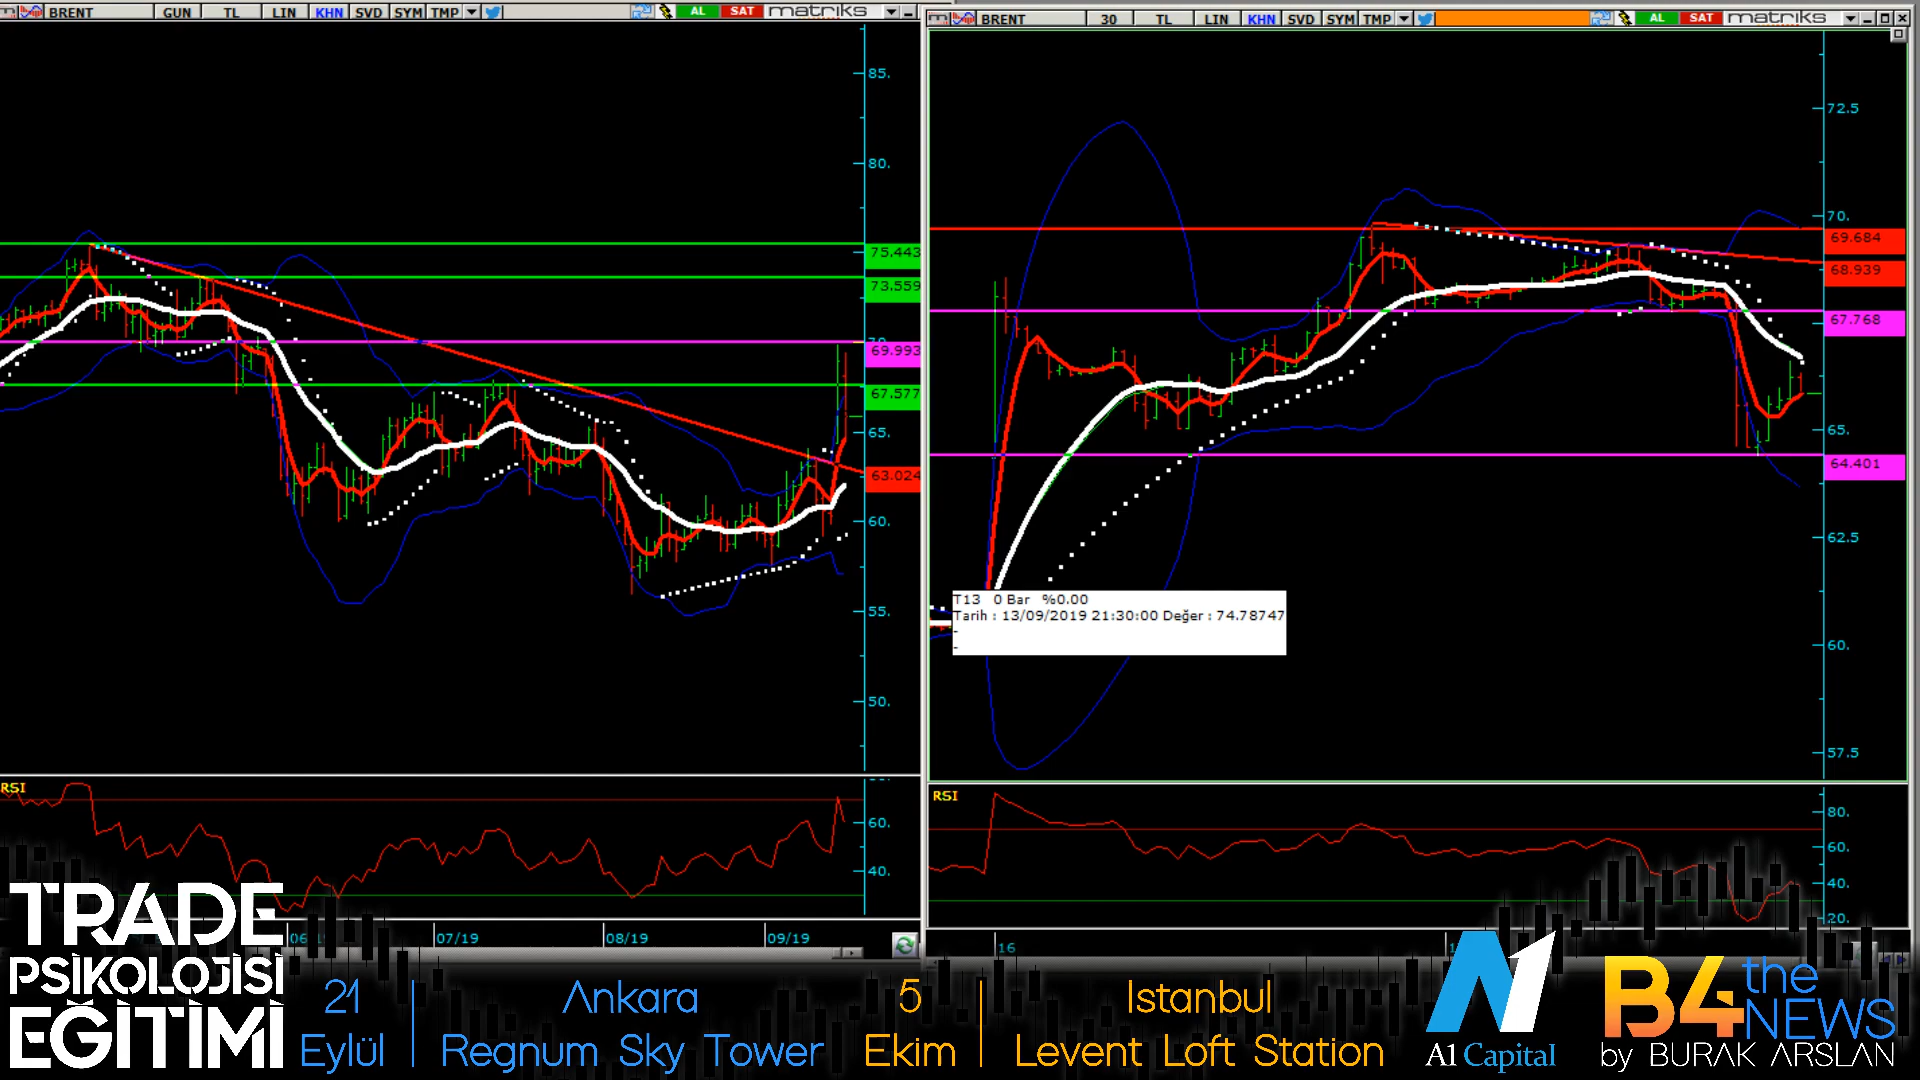 BRENT GUN TL LIN KHN SVD SYM TMP AL SAT matriks
BRENT 30 TL LIN KHN SVD SYM TMP AL SAT matriks
85.
80.
75.443
73.559
69.993
67.577
65.
63.024
60.
55.
50.
RSI
60.
40.
07/19
08/19
09/19
72.5
70.
69.684
68.939
67.768
65.
64.401
62.5
60.
57.5
T13 0 Bar %0.00
Tarih : 13/09/2019 21:30:00 Değer : 74.78747
-
-
RSI
80.
60.
40.
20.
16
TRADE
PSİKOLOJİSİ
EĞİTİMİ
21 Eylül
Ankara
Regnum Sky Tower
5 Ekim
Istanbul
Levent Loft Station
A1
A1 Capital
B4 the NEWS
by BURAK ARSLAN